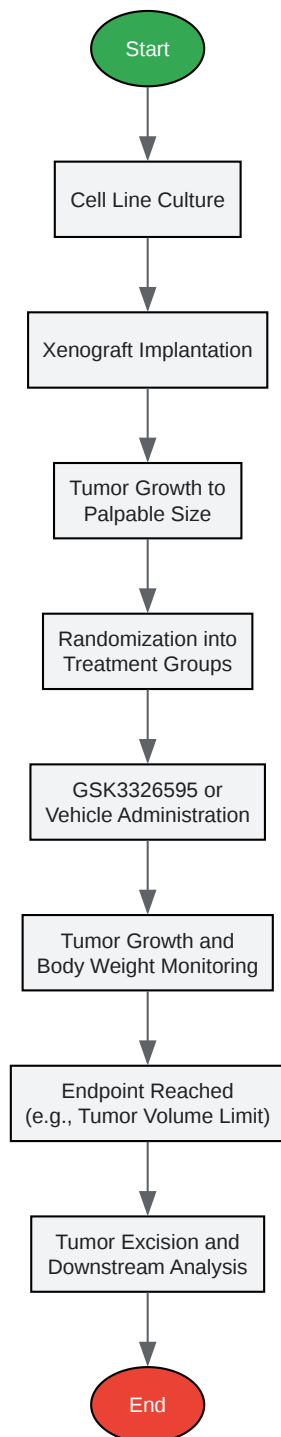 Start
Cell Line Culture
Xenograft Implantation
Tumor Growth to
Palpable Size
Randomization into
Treatment Groups
GSK3326595 or
Vehicle Administration
Tumor Growth and
Body Weight Monitoring
Endpoint Reached
(e.g., Tumor Volume Limit)
Tumor Excision and
Downstream Analysis
End